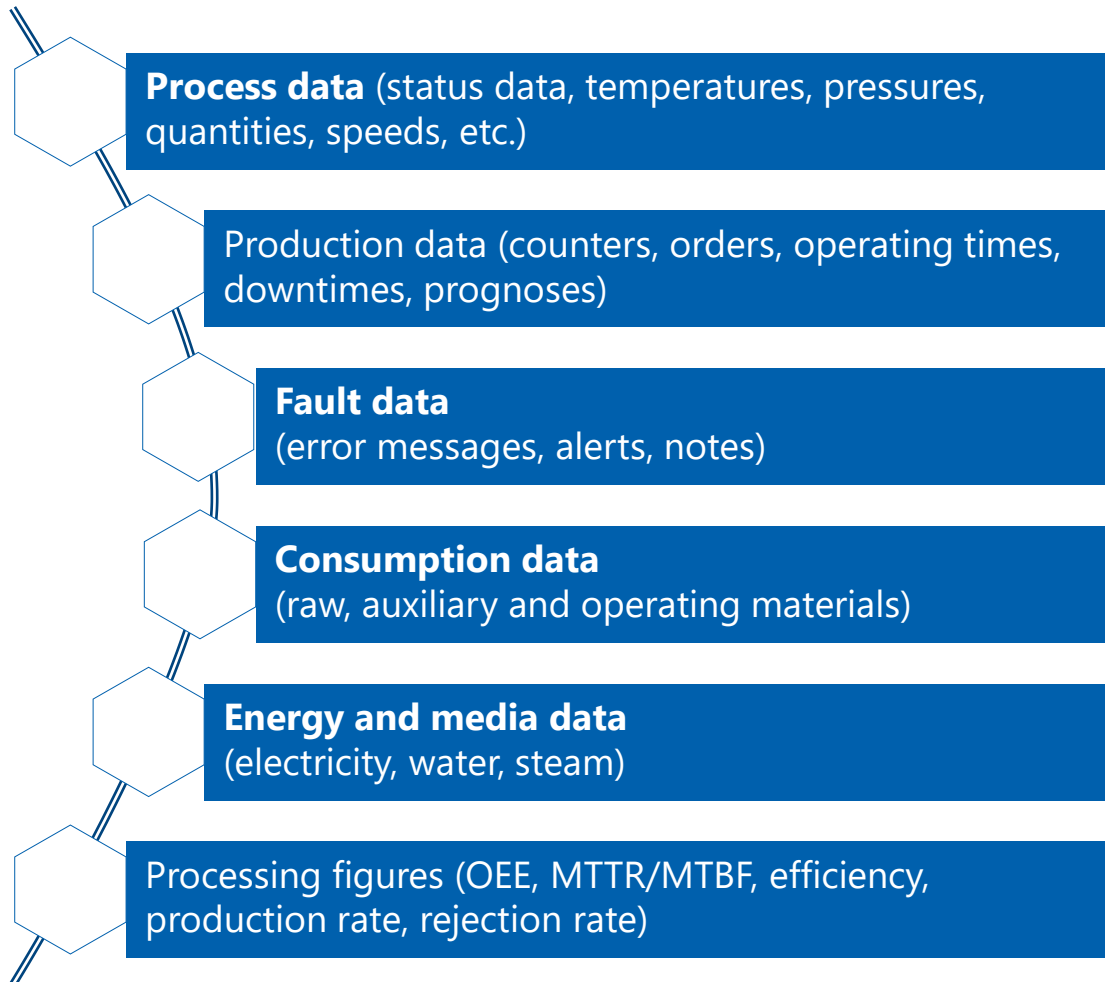 Process data (status data, temperatures, pressures,
quantities, speeds, etc.)
Production data (counters, orders, operating times,
downtimes, prognoses)
Fault data
(error messages, alerts, notes)
Consumption data
(raw, auxiliary and operating materials)
Energy and media data
(electricity, water, steam)
Processing figures (OEE, MTTR/MTBF, efficiency,
production rate, rejection rate)